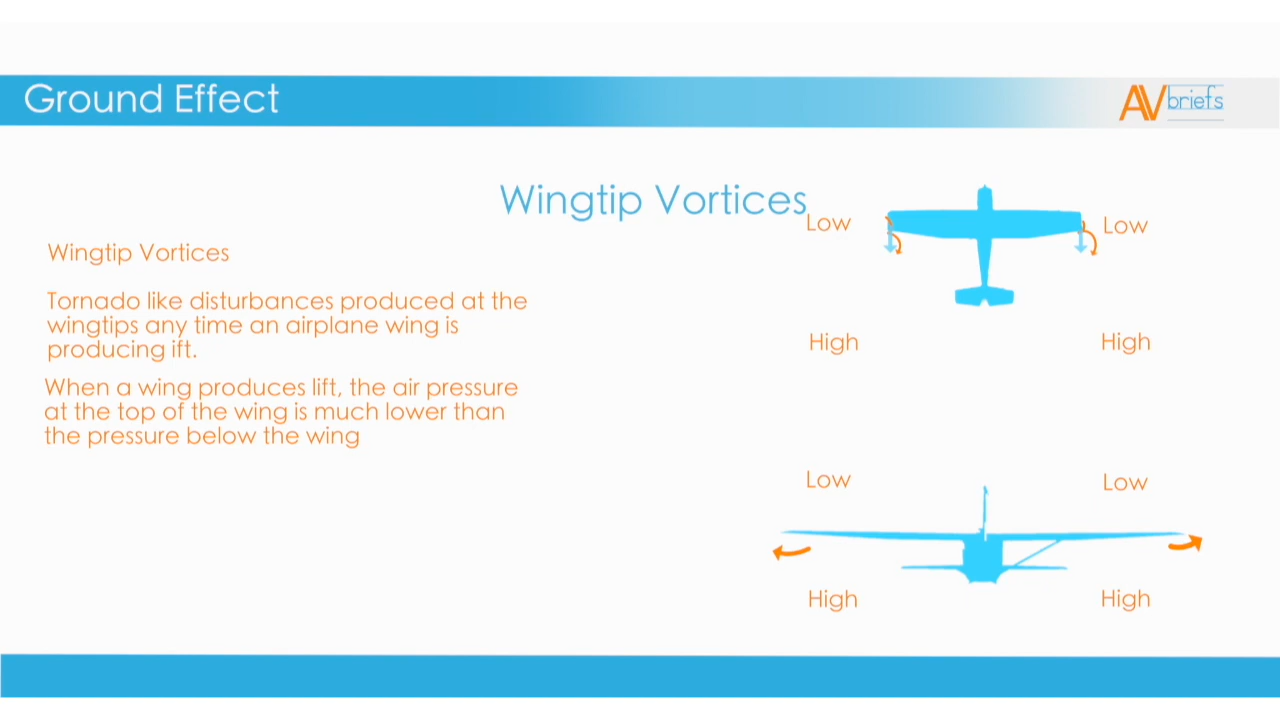 Ground Effect
AV briefs
Wingtip Vortices
Low
Low
Wingtip Vortices
Tornado like disturbances produced at the
wingtips any time an airplane wing is
producing ift.
High
High
When a wing produces lift, the air pressure
at the top of the wing is much lower than
the pressure below the wing
Low
Low
High
High